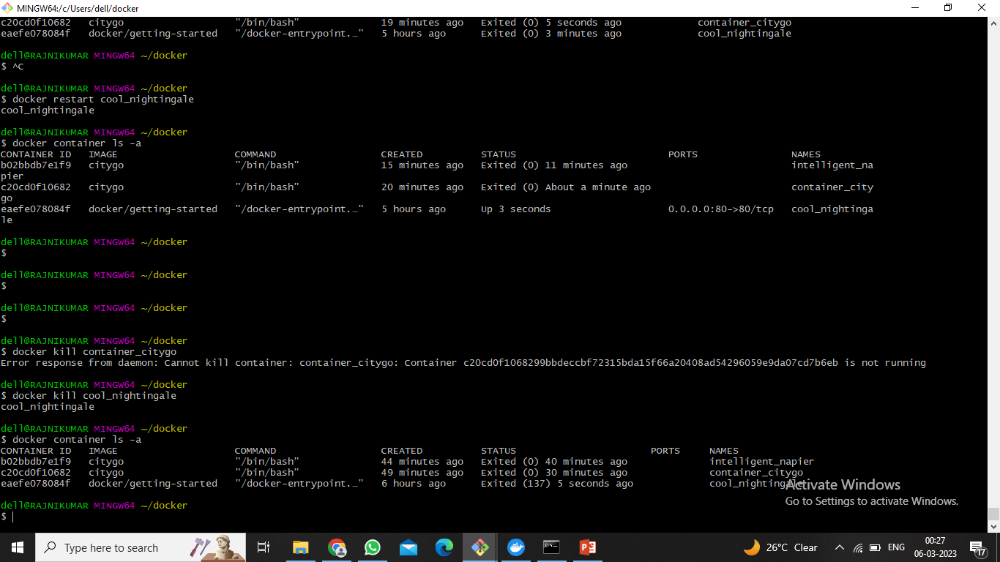 MINGW64:/c/Users/dell/docker
c20cd0f10682   citygo                   "/bin/bash"              19 minutes ago   Exited (0) 5 seconds ago             container_citygo
eaefe078084f   docker/getting-started   "/docker-entrypoint.…"   5 hours ago      Exited (0) 3 minutes ago             cool_nightingale
dell@RAJNIKUMAR MINGW64 ~/docker
$ ^C
dell@RAJNIKUMAR MINGW64 ~/docker
$ docker restart cool_nightingale
cool_nightingale
dell@RAJNIKUMAR MINGW64 ~/docker
$ docker container ls -a
CONTAINER ID   IMAGE                    COMMAND                  CREATED          STATUS                          PORTS                NAMES
b02bbdb7e1f9   citygo                   "/bin/bash"              15 minutes ago   Exited (0) 11 minutes ago                            intelligent_na
pier
c20cd0f10682   citygo                   "/bin/bash"              20 minutes ago   Exited (0) About a minute ago                        container_city
go
eaefe078084f   docker/getting-started   "/docker-entrypoint.…"   5 hours ago      Up 3 seconds                    0.0.0.0:80->80/tcp   cool_nightinga
le
dell@RAJNIKUMAR MINGW64 ~/docker
$
dell@RAJNIKUMAR MINGW64 ~/docker
$
dell@RAJNIKUMAR MINGW64 ~/docker
$
dell@RAJNIKUMAR MINGW64 ~/docker
$ docker kill container_citygo
Error response from daemon: Cannot kill container: container_citygo: Container c20cd0f1068299bbdeccbf72315bda15f66a20408ad54296059e9da07cd7b6eb is not running
dell@RAJNIKUMAR MINGW64 ~/docker
$ docker kill cool_nightingale
cool_nightingale
dell@RAJNIKUMAR MINGW64 ~/docker
$ docker container ls -a
CONTAINER ID   IMAGE                    COMMAND                  CREATED          STATUS                       PORTS     NAMES
b02bbdb7e1f9   citygo                   "/bin/bash"              44 minutes ago   Exited (0) 40 minutes ago              intelligent_napier
c20cd0f10682   citygo                   "/bin/bash"              49 minutes ago   Exited (0) 30 minutes ago              container_citygo
eaefe078084f   docker/getting-started   "/docker-entrypoint.…"   6 hours ago      Exited (137) 5 seconds ago             cool_nightingale
Activate Windows
Go to Settings to activate Windows.
dell@RAJNIKUMAR MINGW64 ~/docker
$
Type here to search
26°C Clear
ENG
00:27
06-03-2023
17